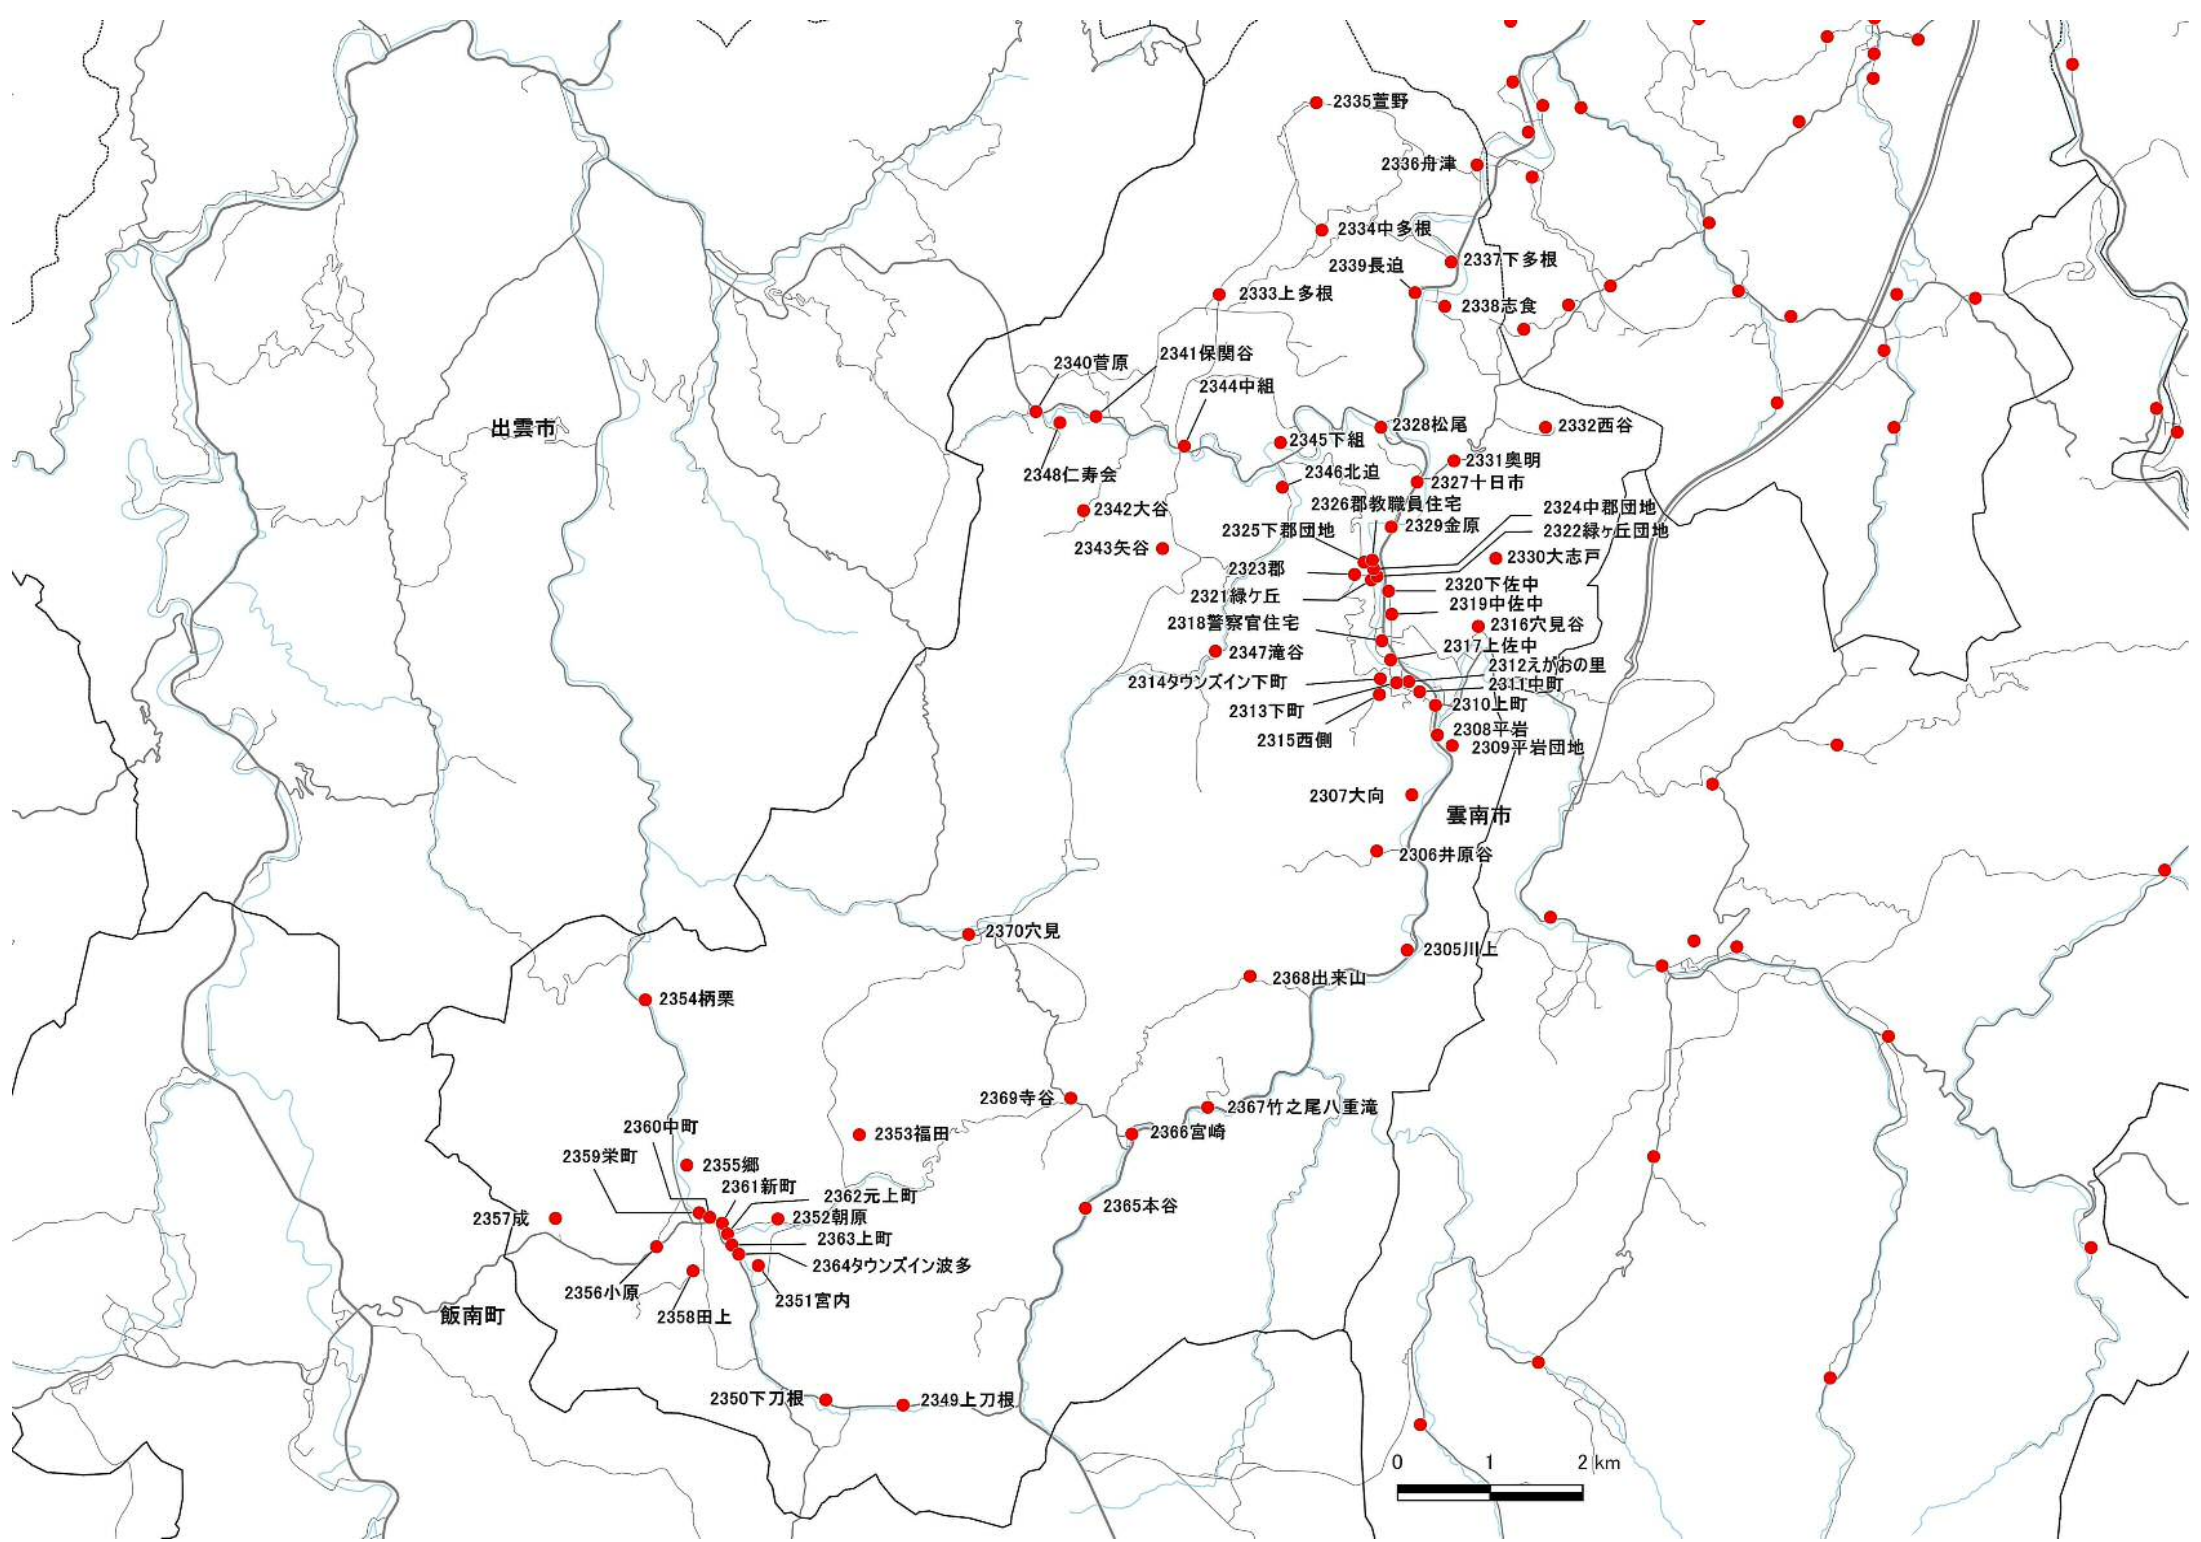 2335萱野
2336舟津
2334中多根
2337下多根
2339長迫
2333上多根
2338志食
2341保関谷
2340菅原
2344中組
出雲市
2328松尾
2332西谷
2345下組
2331奥明
2348仁寿会
2346北迫
2327十日市
2326郡教職員住宅
2324中郡団地
2342大谷
2325下郡団地
2329金原
2322緑ヶ丘団地
2343矢谷
2330大志戸
2323郡
2320下佐中
2321緑ケ丘
2319中佐中
2318警察官住宅
2316穴見谷
2317上佐中
2347滝谷
2312えがおの里
2314タウンズイン下町
2311中町
2310上町
2313下町
2308平岩
2315西側
2309平岩団地
2307大向
雲南市
2306井原谷
2370穴見
2305川上
2368出来山
2354柄栗
2369寺谷
2367竹之尾八重滝
2360中町
2353福田
2366宮崎
2359栄町
2355郷
2361新町
2362元上町
2365本谷
2357成
2352朝原
2363上町
2364タウンズイン波多
2356小原
2351宮内
飯南町
2358田上
2350下刀根
2349上刀根
0 1 2 km